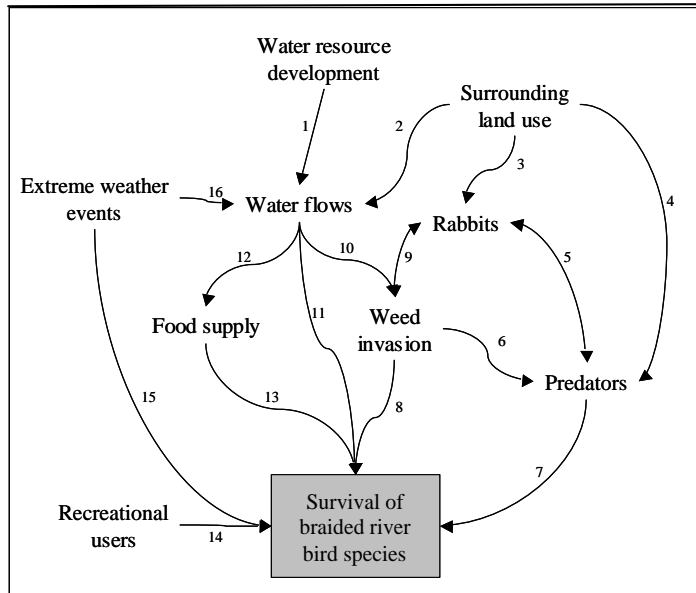 Water resource
development
Surrounding
land use
1
2
3
4
Extreme weather
events
16
Water flows
Rabbits
12
10
9
5
11
Food supply
Weed
invasion
6
Predators
15
13
8
7
Survival of
braided river
bird species
Recreational
users
14